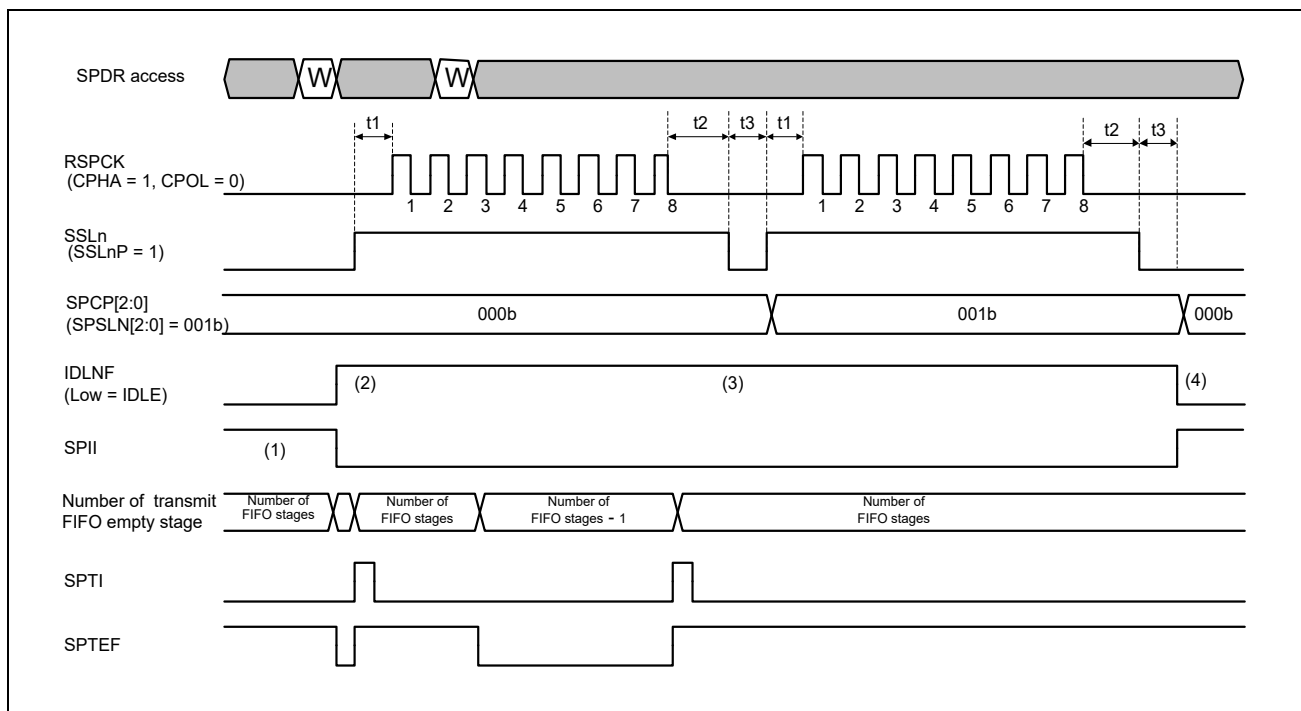 SPDR access
W W
t1 t2 t3 t1 t2 t3
RSPCK
(CPHA = 1, CPOL = 0)
1 2 3 4 5 6 7 8 1 2 3 4 5 6 7 8
SSLn
(SSLnP = 1)
SPCP[2:0]
(SPSLN[2:0] = 001b)
000b 001b 000b
IDLNF
(Low = IDLE)
(2) (3) (4)
SPII
(1)
Number of transmit
FIFO empty stage
Number of
FIFO stages
Number of
FIFO stages
Number of
FIFO stages - 1
Number of
FIFO stages
SPTI
SPTEF